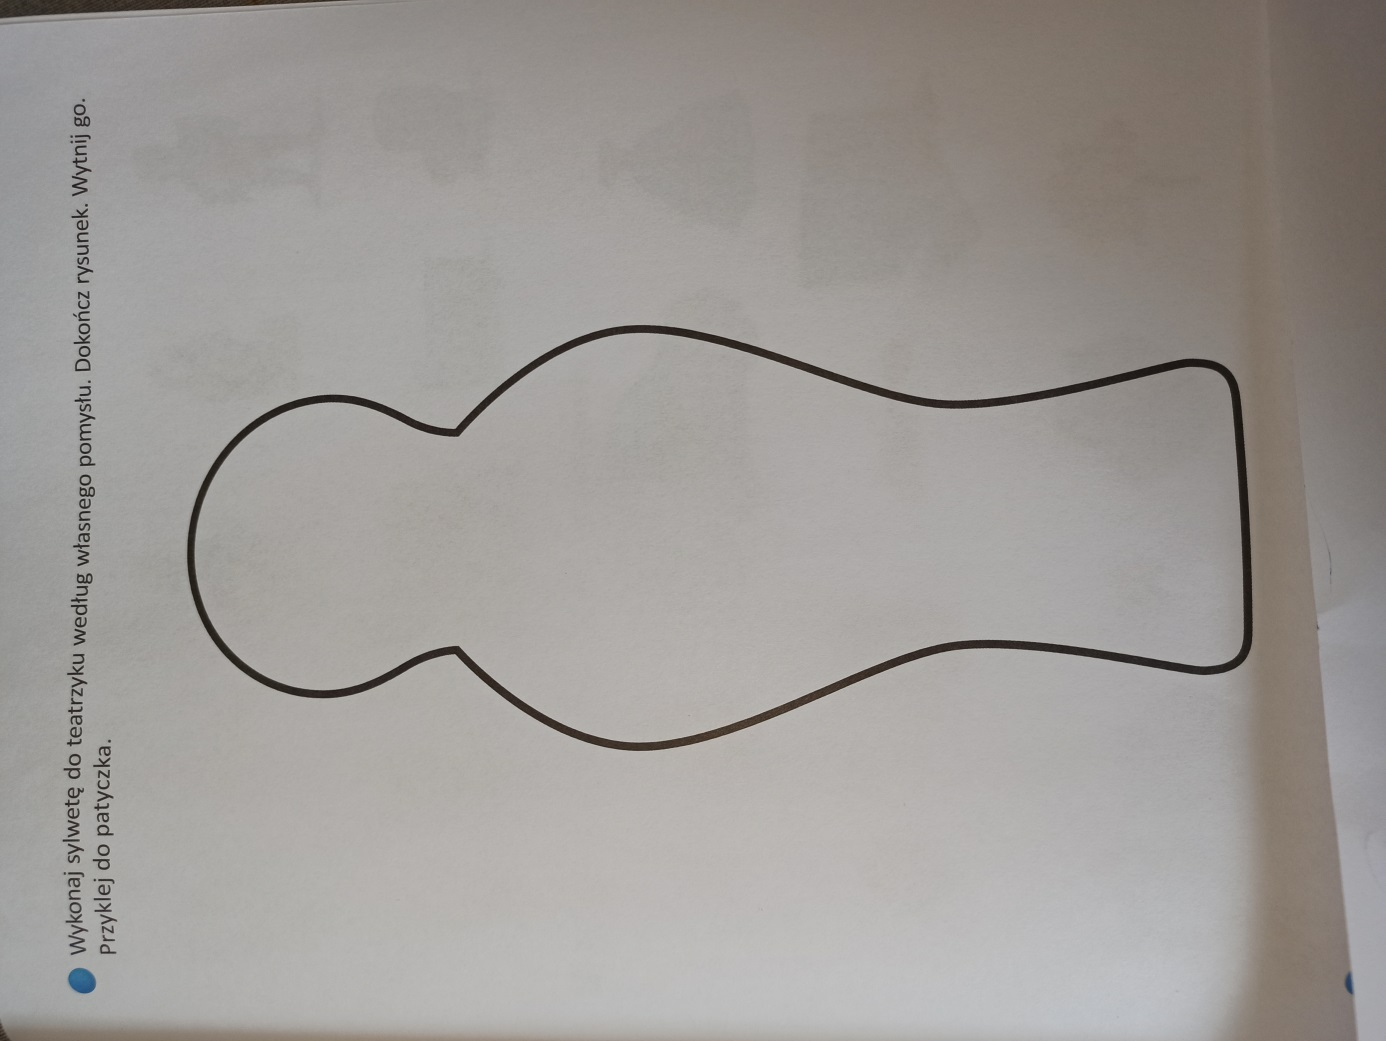 Wykonaj sylwetę do teatrzyku według własnego pomysłu. Dokończ rysunek. Wytnij go.
Przyklej do patyczka.